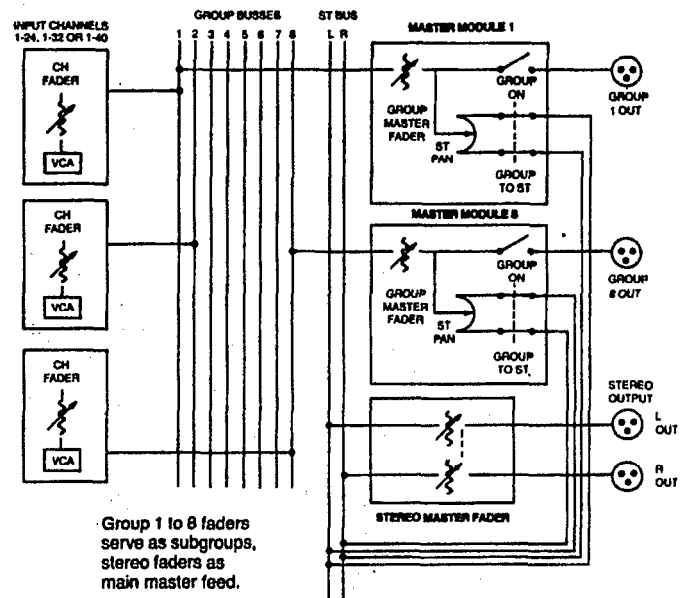 INPUT CHANNELS
1-24, 1-32 OR 1-40
GROUP BUSSES
1 2 3 4 5 6 7 8
ST BUS
L R
CH
FADER
VCA
CH
FADER
VCA
CH
FADER
VCA
MASTER MODULE 1
GROUP
MASTER
FADER
GROUP
ON
ST
PAN
GROUP
TO ST
GROUP
1 OUT
MASTER MODULE 8
GROUP
MASTER
FADER
GROUP
ON
ST
PAN
GROUP
TO ST
GROUP
8 OUT
STEREO
OUTPUT
L
OUT
R
OUT
STEREO MASTER FADER
Group 1 to 8 faders
serve as subgroups,
stereo faders as
main master feed.